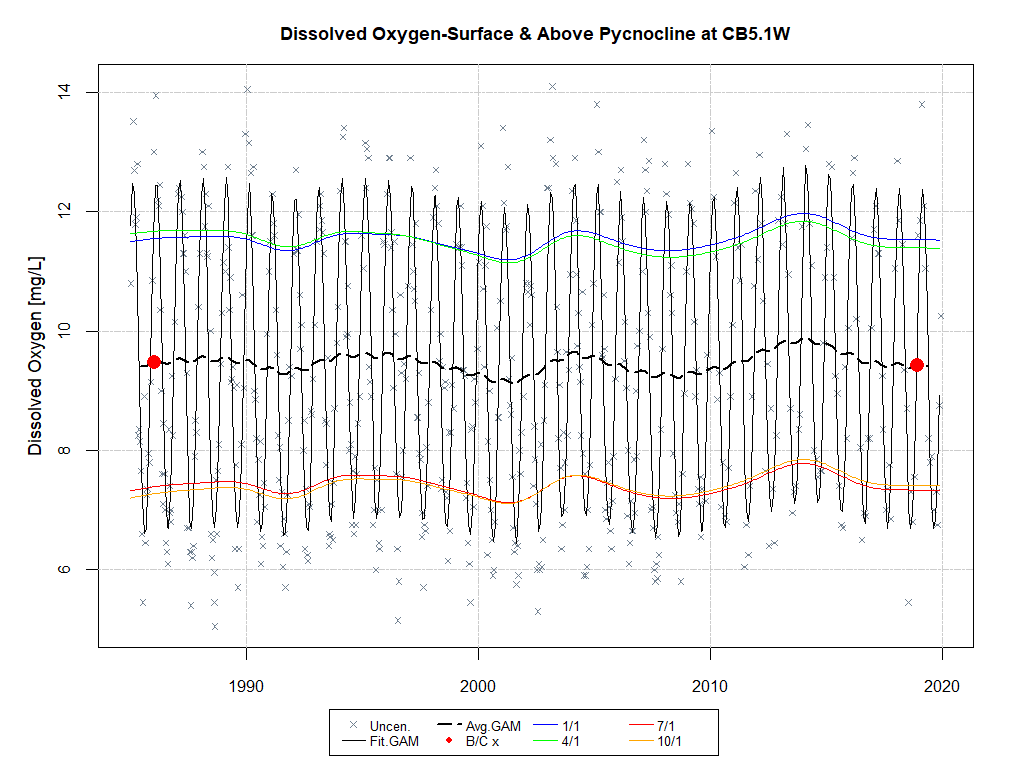 Dissolved Oxygen-Surface & Above Pycnocline at CB5.1W
Dissolved Oxygen [mg/L]
14
12
10
8
6
1990 2000 2010 2020
Uncen. Avg.GAM 1/1 7/1
Fit.GAM B/C x 4/1 10/1